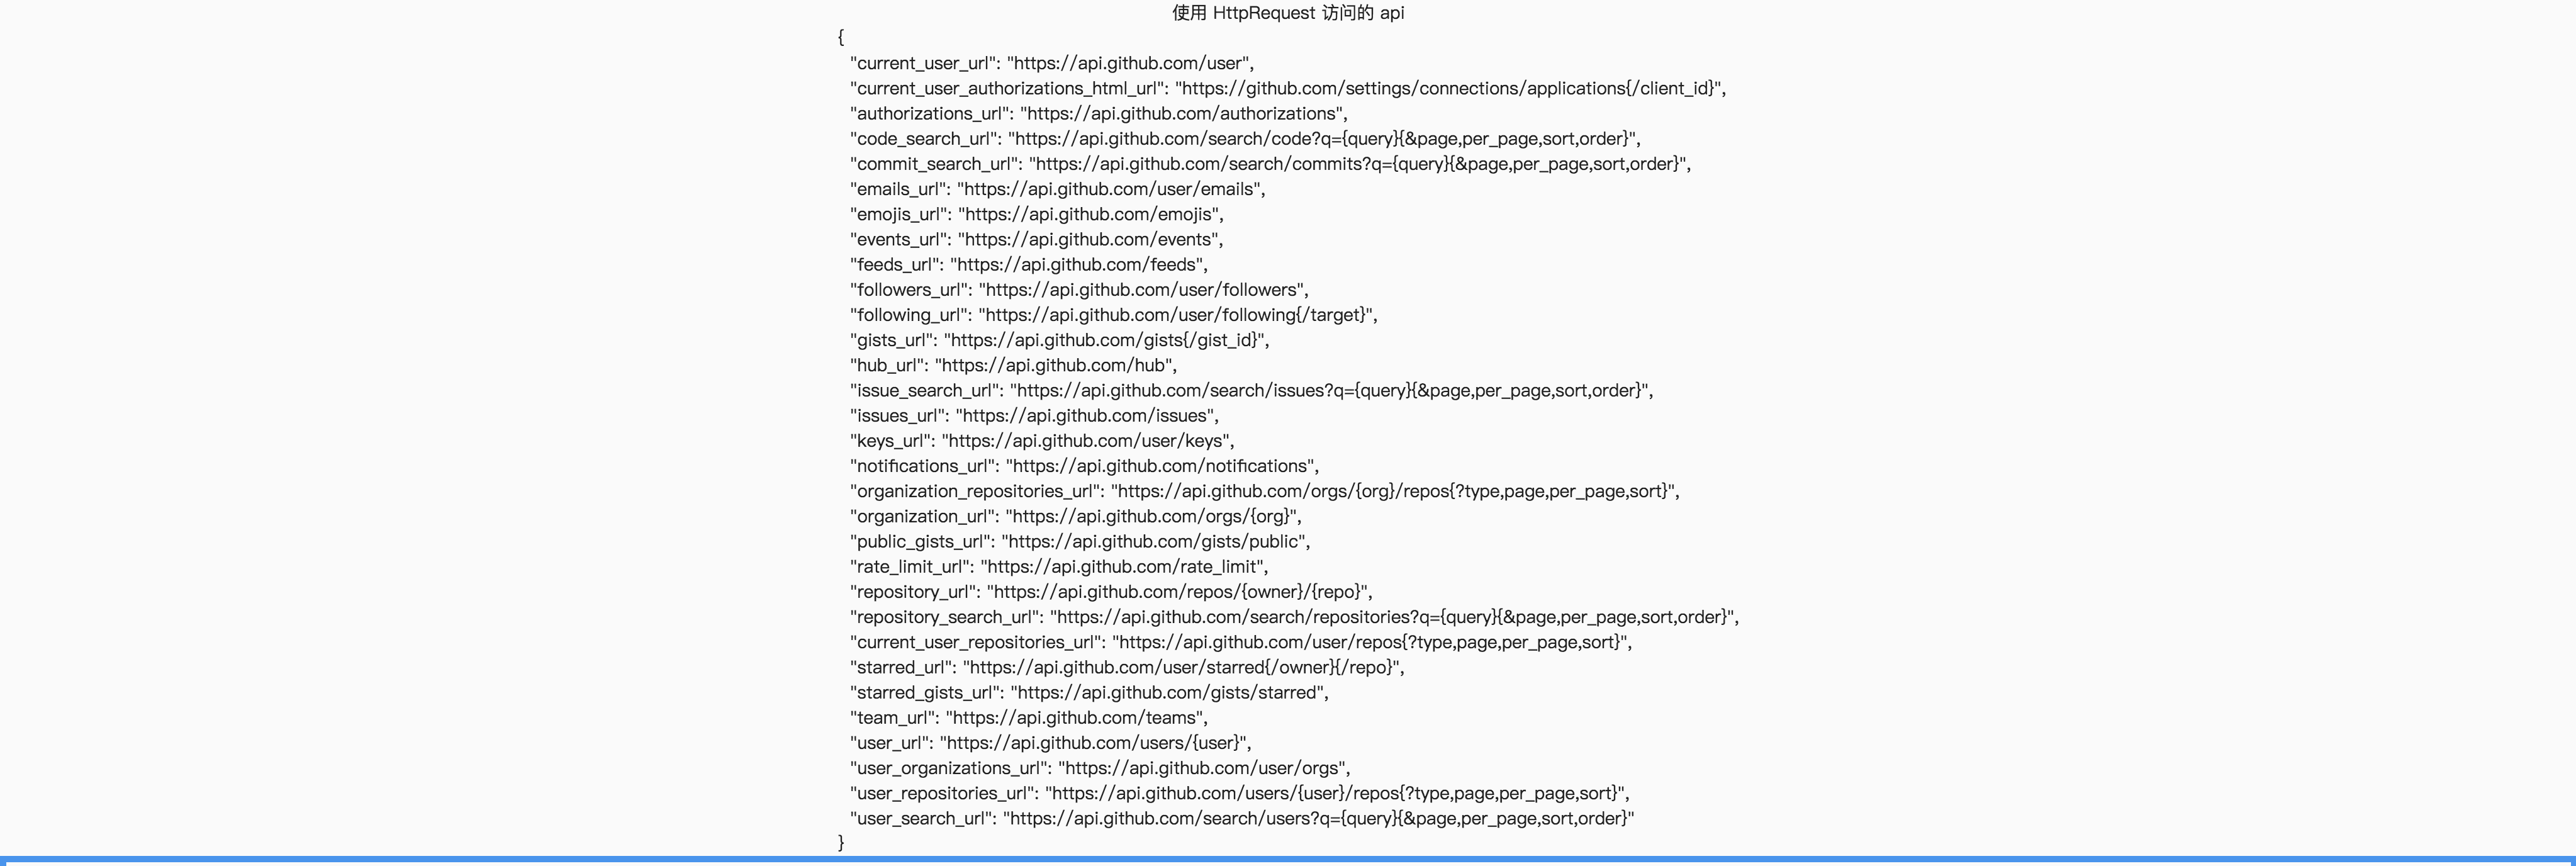 使用 HttpRequest 访问的 api
{
"current_user_url": "https://api.github.com/user",
"current_user_authorizations_html_url": "https://github.com/settings/connections/applications{/client_id}",
"authorizations_url": "https://api.github.com/authorizations",
"code_search_url": "https://api.github.com/search/code?q={query}{&page,per_page,sort,order}",
"commit_search_url": "https://api.github.com/search/commits?q={query}{&page,per_page,sort,order}",
"emails_url": "https://api.github.com/user/emails",
"emojis_url": "https://api.github.com/emojis",
"events_url": "https://api.github.com/events",
"feeds_url": "https://api.github.com/feeds",
"followers_url": "https://api.github.com/user/followers",
"following_url": "https://api.github.com/user/following{/target}",
"gists_url": "https://api.github.com/gists{/gist_id}",
"hub_url": "https://api.github.com/hub",
"issue_search_url": "https://api.github.com/search/issues?q={query}{&page,per_page,sort,order}",
"issues_url": "https://api.github.com/issues",
"keys_url": "https://api.github.com/user/keys",
"notifications_url": "https://api.github.com/notifications",
"organization_repositories_url": "https://api.github.com/orgs/{org}/repos{?type,page,per_page,sort}",
"organization_url": "https://api.github.com/orgs/{org}",
"public_gists_url": "https://api.github.com/gists/public",
"rate_limit_url": "https://api.github.com/rate_limit",
"repository_url": "https://api.github.com/repos/{owner}/{repo}",
"repository_search_url": "https://api.github.com/search/repositories?q={query}{&page,per_page,sort,order}",
"current_user_repositories_url": "https://api.github.com/user/repos{?type,page,per_page,sort}",
"starred_url": "https://api.github.com/user/starred{/owner}{/repo}",
"starred_gists_url": "https://api.github.com/gists/starred",
"team_url": "https://api.github.com/teams",
"user_url": "https://api.github.com/users/{user}",
"user_organizations_url": "https://api.github.com/user/orgs",
"user_repositories_url": "https://api.github.com/users/{user}/repos{?type,page,per_page,sort}",
"user_search_url": "https://api.github.com/search/users?q={query}{&page,per_page,sort,order}"
}